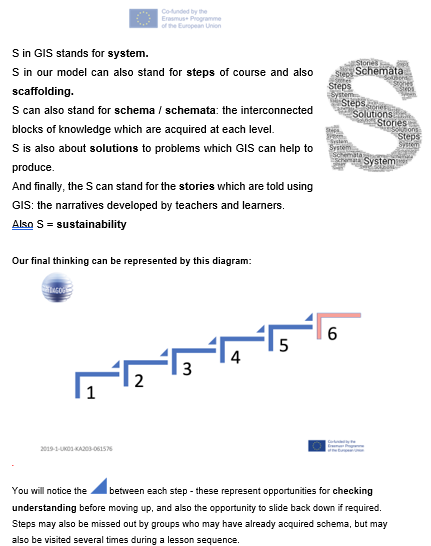 Co-funded by the
Erasmus+ Programme
of the European Union
S in GIS stands for system.
S in our model can also stand for steps of course and also
scaffolding.
S can also stand for schema / schemata: the interconnected
blocks of knowledge which are acquired at each level.
S is also about solutions to problems which GIS can help to
produce.
And finally, the S can stand for the stories which are told using
GIS: the narratives developed by teachers and learners.
Also S = sustainability
Stories
Steps Schemata
Solutions
Stories
Steps
Steps
System
Steps
Solutions
Stories
Solutions
Steps
System
Schemata
System
Our final thinking can be represented by this diagram:
1
2
3
4
5
6
2019-1-UK01-KA203-061576
Co-funded by the
Erasmus+ Programme
of the European Union
.
You will notice the between each step - these represent opportunities for checking
understanding before moving up, and also the opportunity to slide back down if required.
Steps may also be missed out by groups who may have already acquired schema, but may
also be visited several times during a lesson sequence.